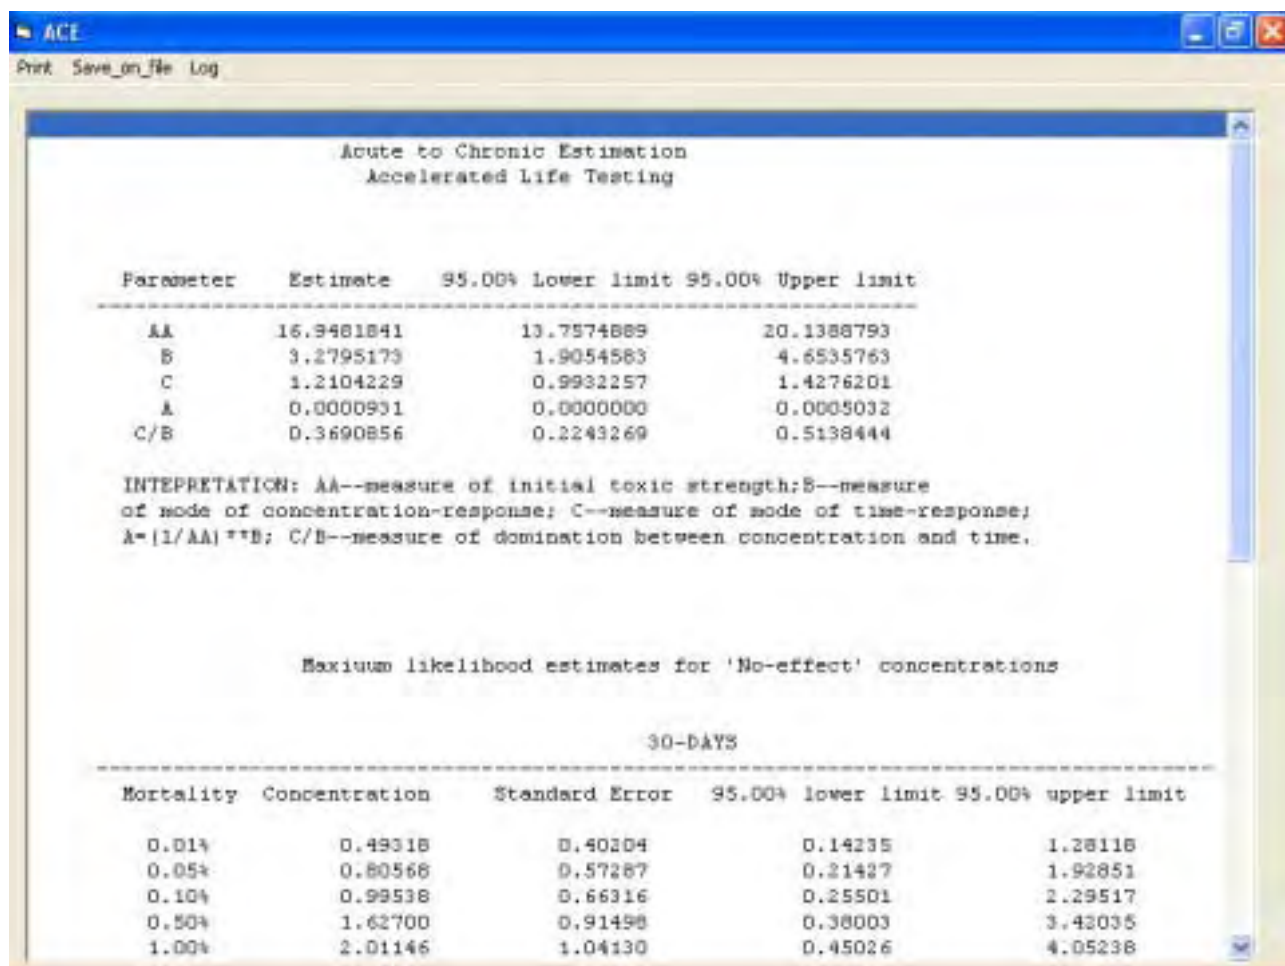 ACE
Print Save_on_file Log
Acute to Chronic Estimation
Accelerated Life Testing
Parameter Estimate 95.00% Lower limit 95.00% Upper limit
AA 16.9481841 13.7574889 20.1388793
B 3.2795173 1.9054583 4.6535763
C 1.2104229 0.9932257 1.4276201
A 0.0000931 0.0000000 0.0005032
C/B 0.3690856 0.2243269 0.5138444
INTEPRETATION: AA--measure of initial toxic strength;B--measure
of mode of concentration-response; C--measure of mode of time-response;
A=(1/AA)**B; C/B--measure of domination between concentration and time.
Maxiuum likelihood estimates for 'No-effect' concentrations
30-DAYS
Mortality Concentration Standard Error 95.00% lower limit 95.00% upper limit
0.01% 0.49318 0.40204 0.14235 1.28118
0.05% 0.80568 0.57287 0.21427 1.92851
0.10% 0.99538 0.66316 0.25501 2.29517
0.50% 1.62700 0.91498 0.38003 3.42035
1.00% 2.01146 1.04130 0.45026 4.05238